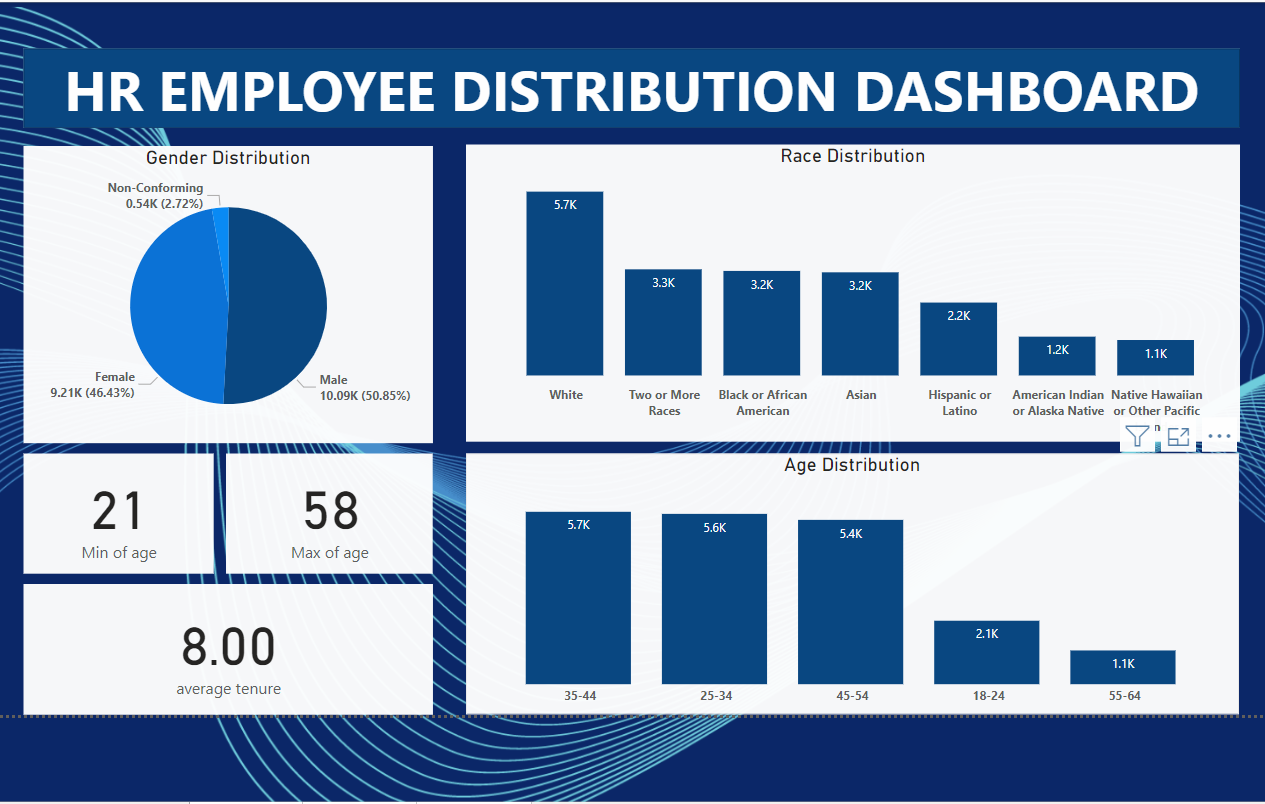 HR EMPLOYEE DISTRIBUTION DASHBOARD
Gender Distribution
Non-Conforming
0.54K (2.72%)
Female
9.21K (46.43%)
Male
10.09K (50.85%)
Race Distribution
5.7K
3.3K
3.2K
3.2K
2.2K
1.2K
1.1K
White
Two or More
Races
Black or African
American
Asian
Hispanic or
Latino
American Indian
or Alaska Native
Native Hawaiian
or Other Pacific
21
Min of age
58
Max of age
8.00
average tenure
Age Distribution
5.7K
5.6K
5.4K
2.1K
1.1K
35-44
25-34
45-54
18-24
55-64